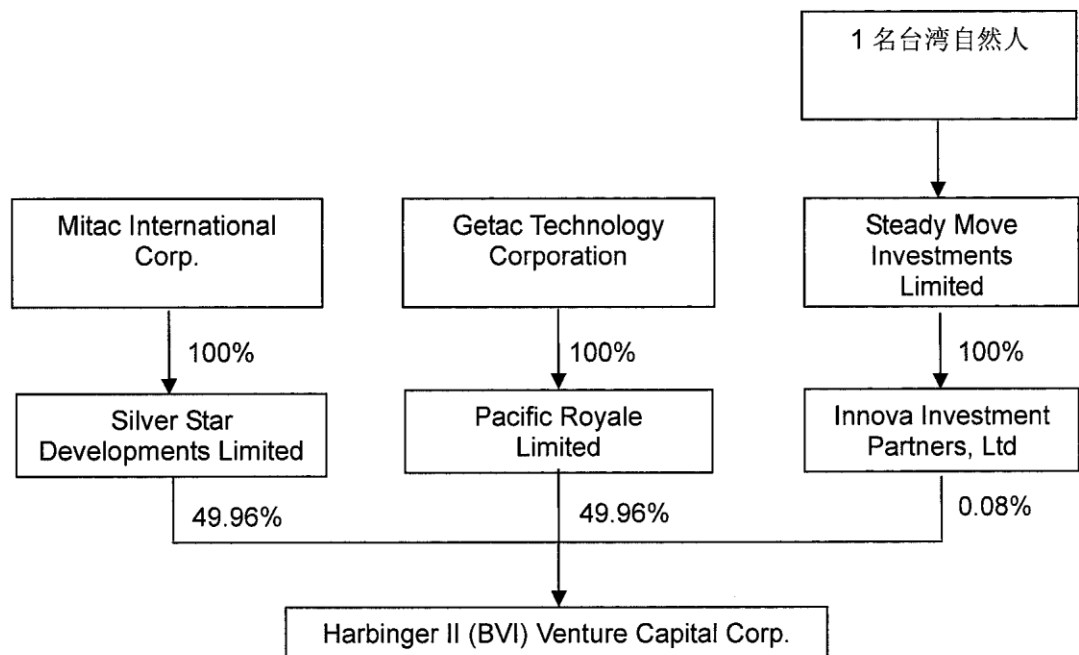 1 名台湾自然人
Mitac International
Corp.
Getac Technology
Corporation
Steady Move
Investments
Limited
100%
100%
100%
Silver Star
Developments Limited
Pacific Royale
Limited
Innova Investment
Partners, Ltd
49.96%
49.96%
0.08%
Harbinger II (BVI) Venture Capital Corp.